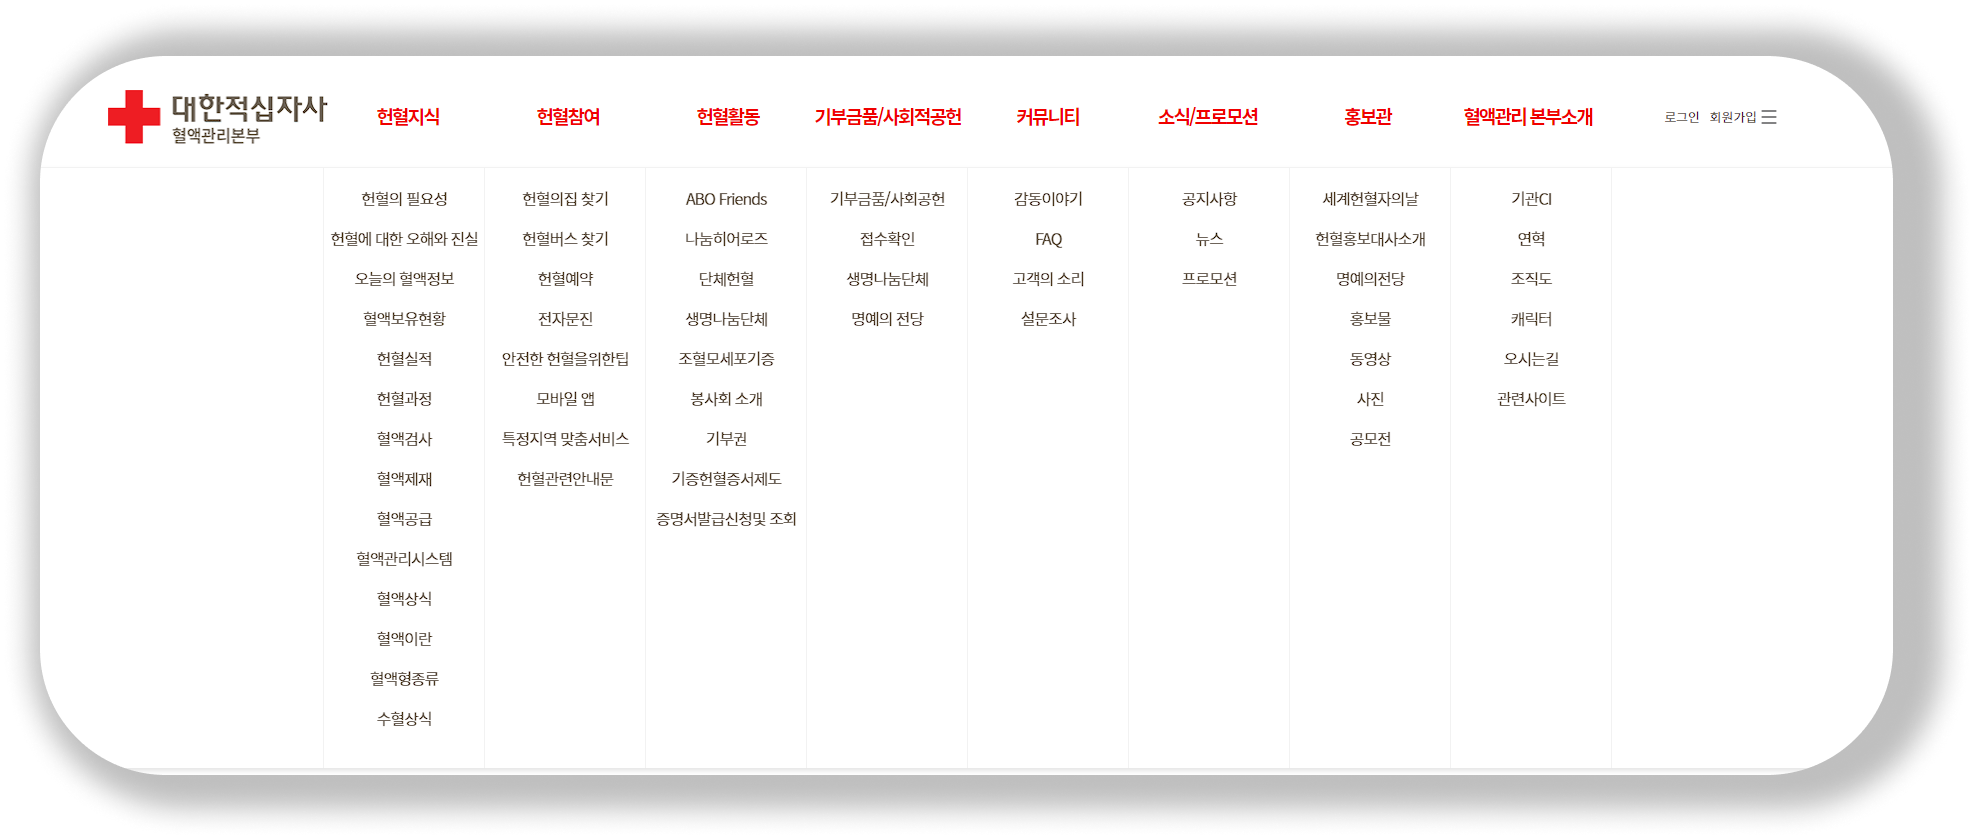 대한적십자사
혈액관리본부
헌혈지식
헌혈참여
헌혈활동
기부금품/사회적공헌
커뮤니티
소식/프로모션
홍보관
혈액관리 본부소개
로그인
회원가입
헌혈의 필요성
헌혈에 대한 오해와 진실
오늘의 혈액정보
혈액보유현황
헌혈실적
헌혈과정
혈액검사
혈액제재
혈액공급
혈액관리시스템
혈액상식
혈액이란
혈액형종류
수혈상식
헌혈의집 찾기
헌혈버스 찾기
헌혈예약
전자문진
안전한 헌혈을위한팁
모바일 앱
특정지역 맞춤서비스
헌혈관련안내문
ABO Friends
나눔히어로즈
단체헌혈
생명나눔단체
조혈모세포기증
봉사회 소개
기부권
기증헌혈증서제도
증명서발급신청및 조회
기부금품/사회공헌
접수확인
생명나눔단체
명예의 전당
감동이야기
FAQ
고객의 소리
설문조사
공지사항
뉴스
프로모션
세계헌혈자의날
헌혈홍보대사소개
명예의전당
홍보물
동영상
사진
공모전
기관CI
연혁
조직도
캐릭터
오시는길
관련사이트